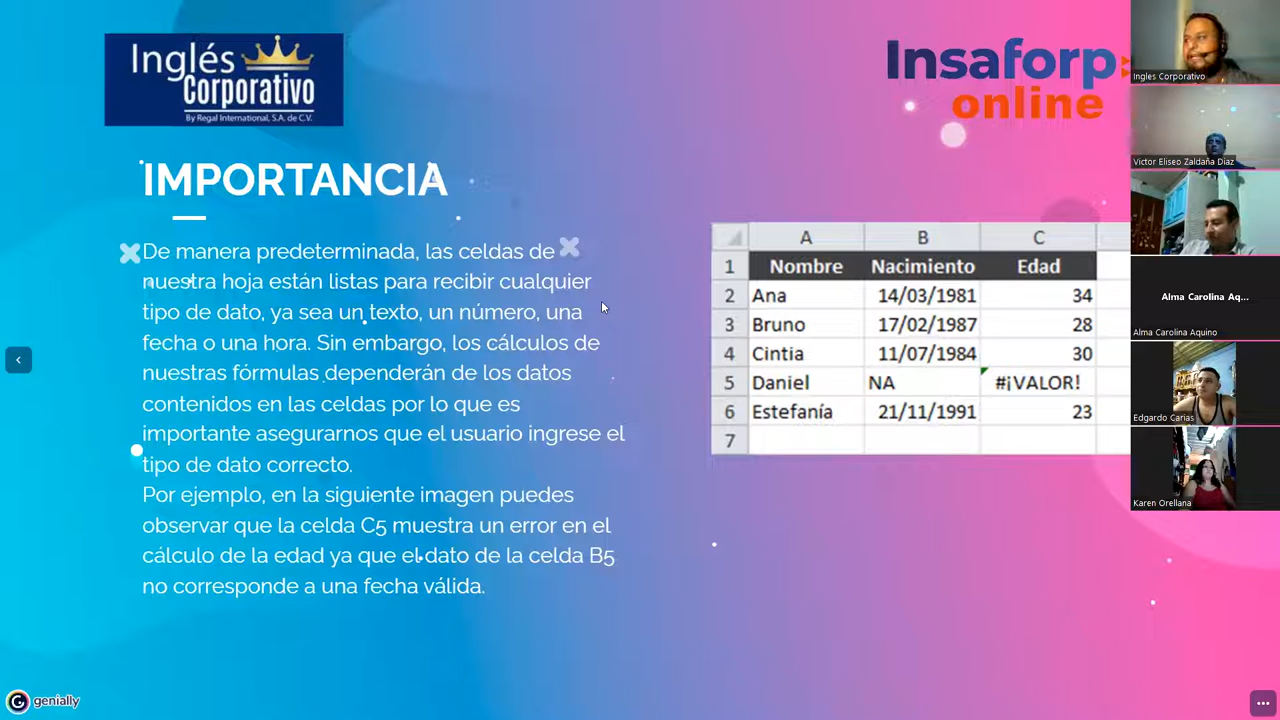 Inglés
Corporativo
By Regal International, S.A. de C.V.
Insaforp
online
IMPORTANCIA
De manera predeterminada, las celdas de
nuestra hoja están listas para recibir cualquier
tipo de dato, ya sea un texto, un número, una
fecha o una hora. Sin embargo, los cálculos de
nuestras fórmulas dependerán de los datos
contenidos en las celdas por lo que es
importante asegurarnos que el usuario ingrese el
tipo de dato correcto.
Por ejemplo, en la siguiente imagen puedes
observar que la celda C5 muestra un error en el
cálculo de la edad ya que el dato de la celda B5
no corresponde a una fecha válida.
A B C
1 Nombre Nacimiento Edad
2 Ana 14/03/1981 34
3 Bruno 17/02/1987 28
4 Cintia 11/07/1984 30
5 Daniel NA #¡VALOR!
6 Estefanía 21/11/1991 23
7
Ingles Corporativo
Victor Eliseo Zaldaña Diaz
Alma Carolina Aq...
Alma Carolina Aquino
Edgardo Carias
Karen Orellana
genially